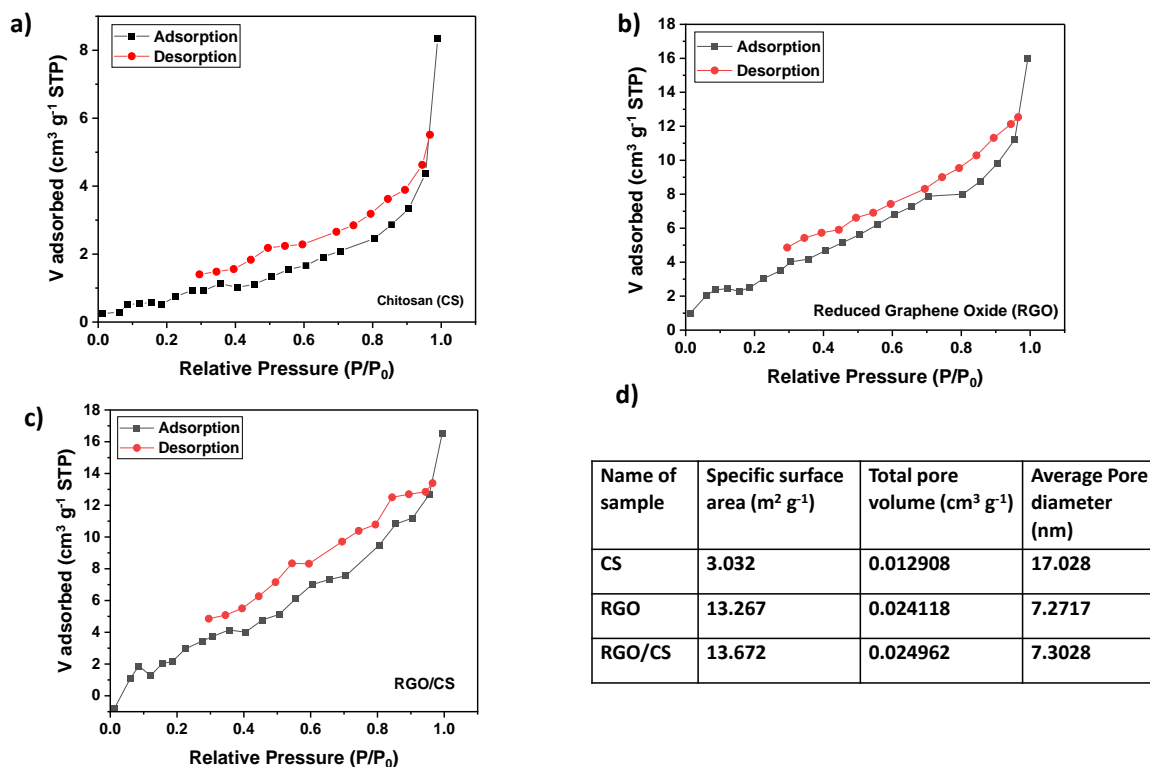 a)
Adsorption
Desorption
V adsorbed (cm³ g⁻¹ STP)
8
6
4
2
0
0.0 0.2 0.4 0.6 0.8 1.0
Chitosan (CS)
Relative Pressure (P/P₀)
b)
Adsorption
Desorption
V adsorbed (cm³ g⁻¹ STP)
18
16
14
12
10
8
6
4
2
0
0.0 0.2 0.4 0.6 0.8 1.0
Reduced Graphene Oxide (RGO)
Relative Pressure (P/P₀)
c)
Adsorption
Desorption
V adsorbed (cm³ g⁻¹ STP)
18
16
14
12
10
8
6
4
2
0
0.0 0.2 0.4 0.6 0.8 1.0
RGO/CS
Relative Pressure (P/P₀)
d)
Name of sample Specific surface area (m² g⁻¹) Total pore volume (cm³ g⁻¹) Average Pore diameter (nm)
CS 3.032 0.012908 17.028
RGO 13.267 0.024118 7.2717
RGO/CS 13.672 0.024962 7.3028